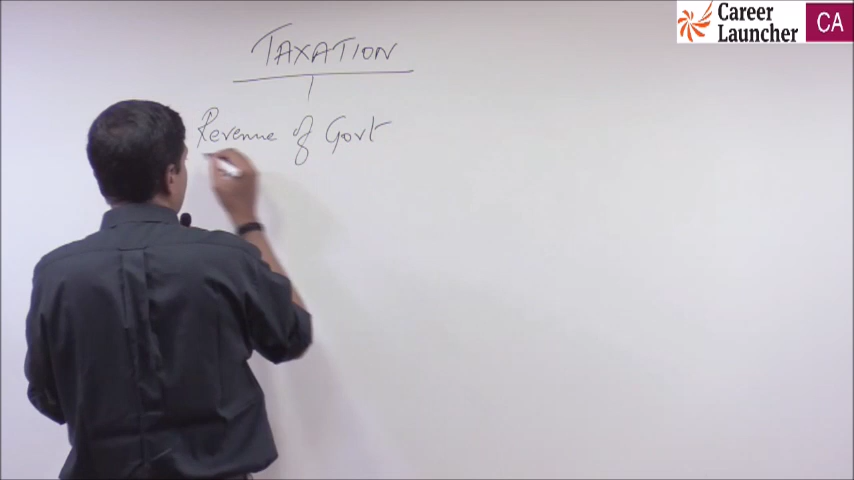 TAXATION
Revenue of Govt
Career
Launcher
CA